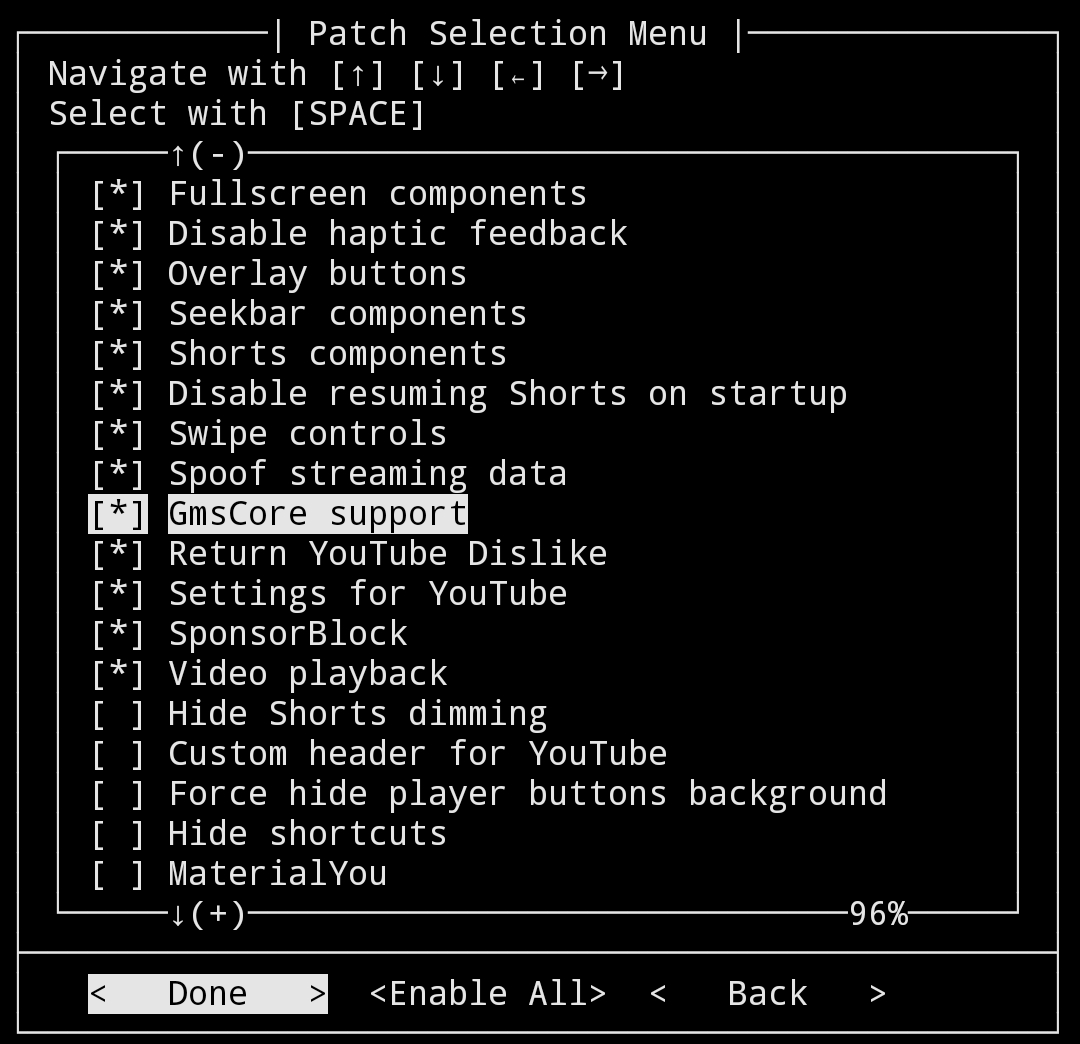 Patch Selection Menu
Navigate with [↑] [↓] [←] [→]
Select with [SPACE]
↑(-)
[*] Fullscreen components
[*] Disable haptic feedback
[*] Overlay buttons
[*] Seekbar components
[*] Shorts components
[*] Disable resuming Shorts on startup
[*] Swipe controls
[*] Spoof streaming data
[*] GmsCore support
[*] Return YouTube Dislike
[*] Settings for YouTube
[*] SponsorBlock
[*] Video playback
[ ] Hide Shorts dimming
[ ] Custom header for YouTube
[ ] Force hide player buttons background
[ ] Hide shortcuts
[ ] MaterialYou
↓(+) 96%
< Done > <Enable All> < Back >